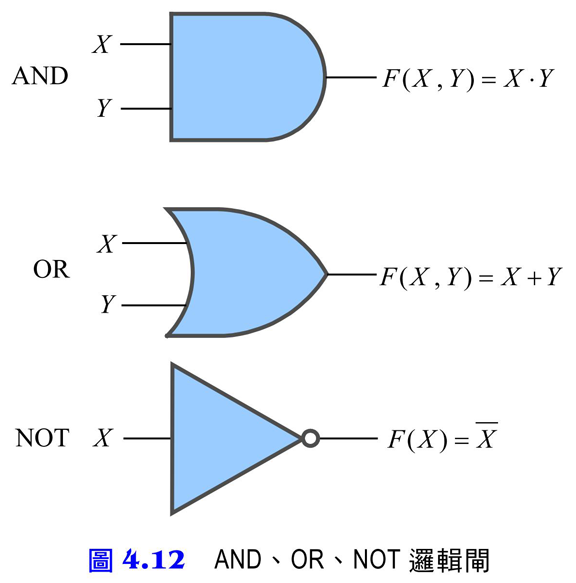 X
AND
F(X, Y) = X · Y
Y
X
OR
F(X, Y) = X + Y
Y
NOT X F(X) = X̅
圖 4.12 AND、OR、NOT 邏輯閘